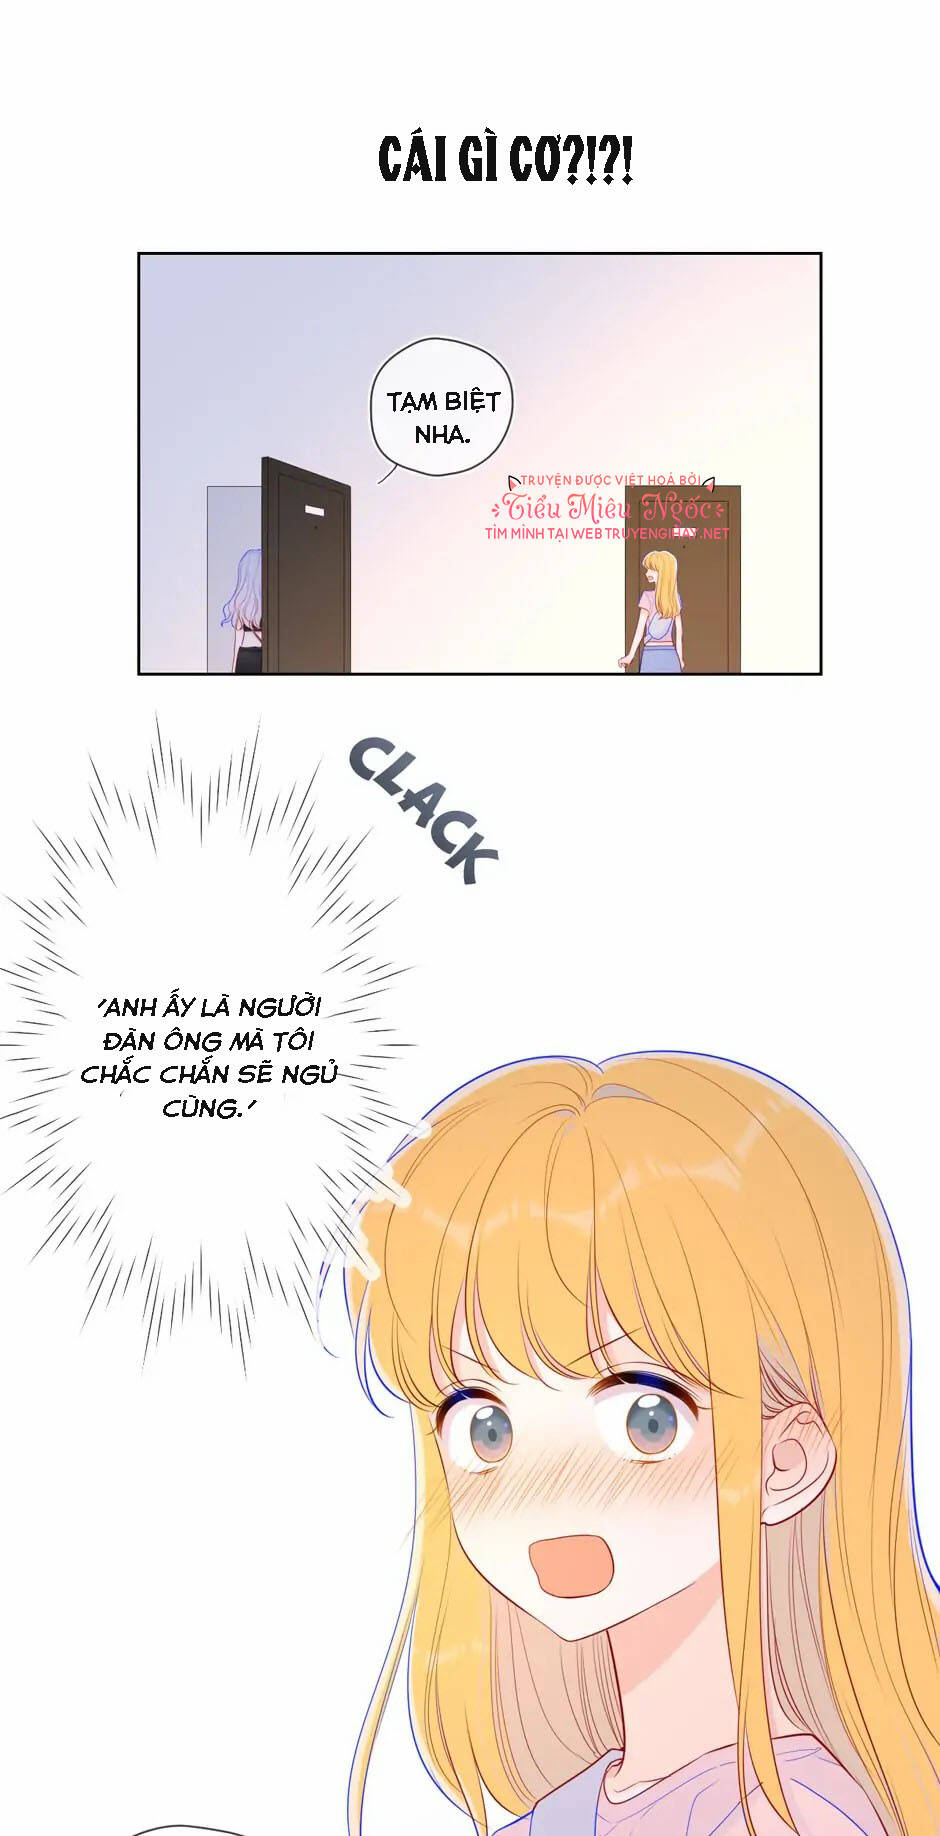 CÁI GÌ CƠ?!?!
TẠM BIỆT
NHA.
TRUYỆN ĐƯỢC VIỆT HOÁ BỞI
Tiểu Miêu Ngốc
TÌM MÌNH TẠI WEB TRUYENGIHAY.NET
CLACK
'ANH ẤY LÀ NGƯỜI
ĐÀN ÔNG MÀ TÔI
CHẮC CHẮN SẼ NGỦ
CÙNG.'